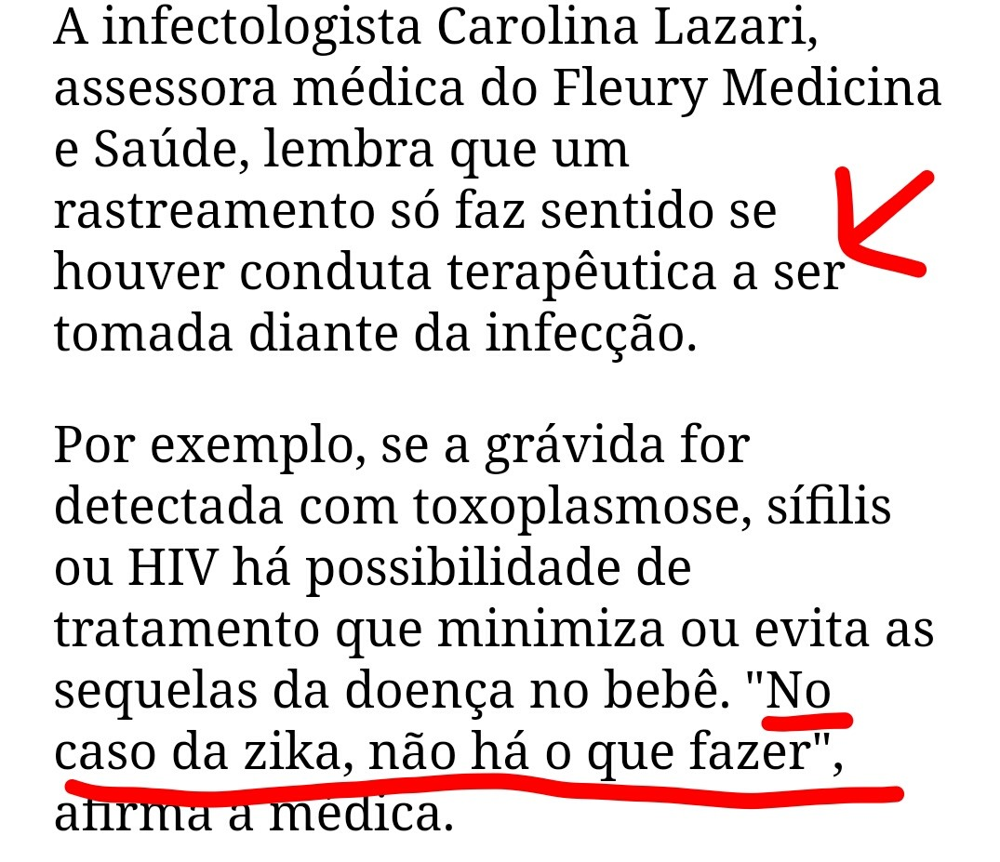 A infectologista Carolina Lazari,
assessora médica do Fleury Medicina
e Saúde, lembra que um
rastreamento só faz sentido se
houver conduta terapêutica a ser
tomada diante da infecção.
Por exemplo, se a grávida for
detectada com toxoplasmose, sífilis
ou HIV há possibilidade de
tratamento que minimiza ou evita as
sequelas da doença no bebê. "No
caso da zika, não há o que fazer",
afirma a médica.